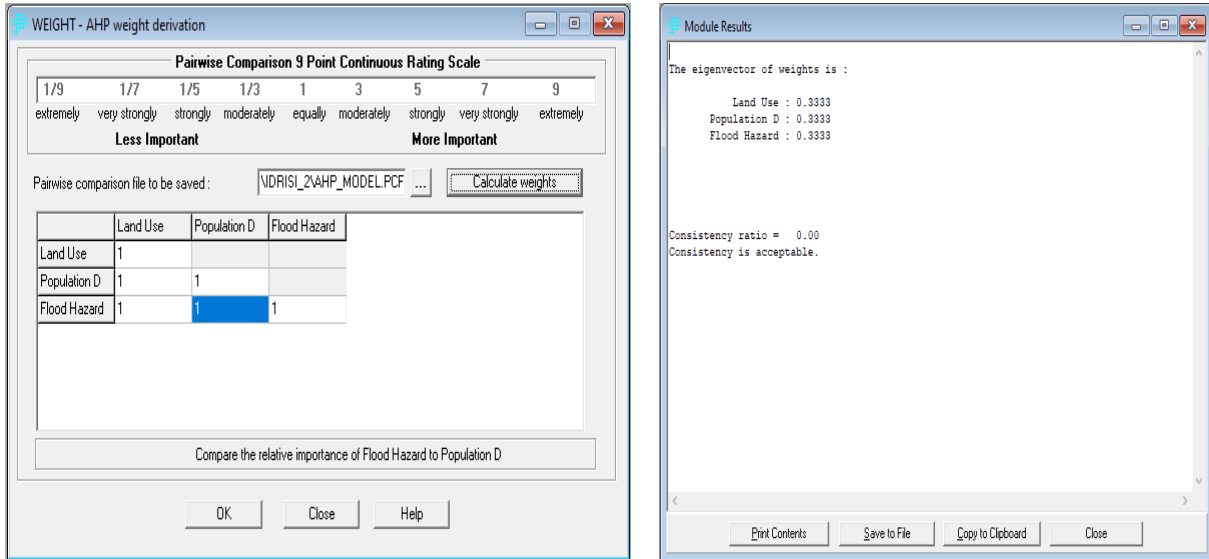 WEIGHT - AHP weight derivation
Pairwise Comparison 9 Point Continuous Rating Scale
1/9 1/7 1/5 1/3 1 3 5 7 9
extremely very strongly strongly moderately equally moderately strongly very strongly extremely
Less Important More Important
Pairwise comparison file to be saved : \IDRISI_2\AHP_MODEL.PCF ... Calculate weights
Land Use Population D Flood Hazard
Land Use 1
Population D 1 1
Flood Hazard 1 1 1
Compare the relative importance of Flood Hazard to Population D
OK Close Help
Module Results
The eigenvector of weights is :
Land Use : 0.3333
Population D : 0.3333
Flood Hazard : 0.3333
Consistency ratio = 0.00
Consistency is acceptable.
Print Contents Save to File Copy to Clipboard Close